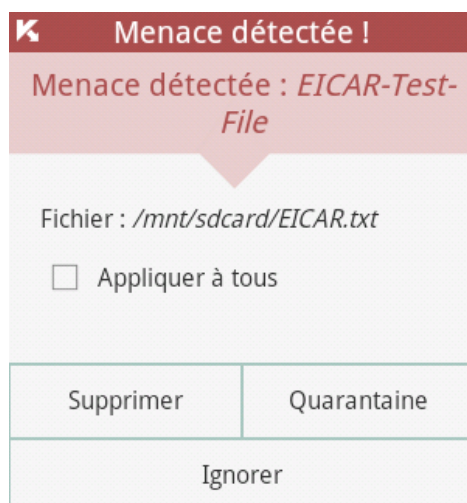 Menace détectée !
Menace détectée : EICAR-Test-
File
Fichier : /mnt/sdcard/EICAR.txt
Appliquer à tous
Supprimer
Quarantaine
Ignorer